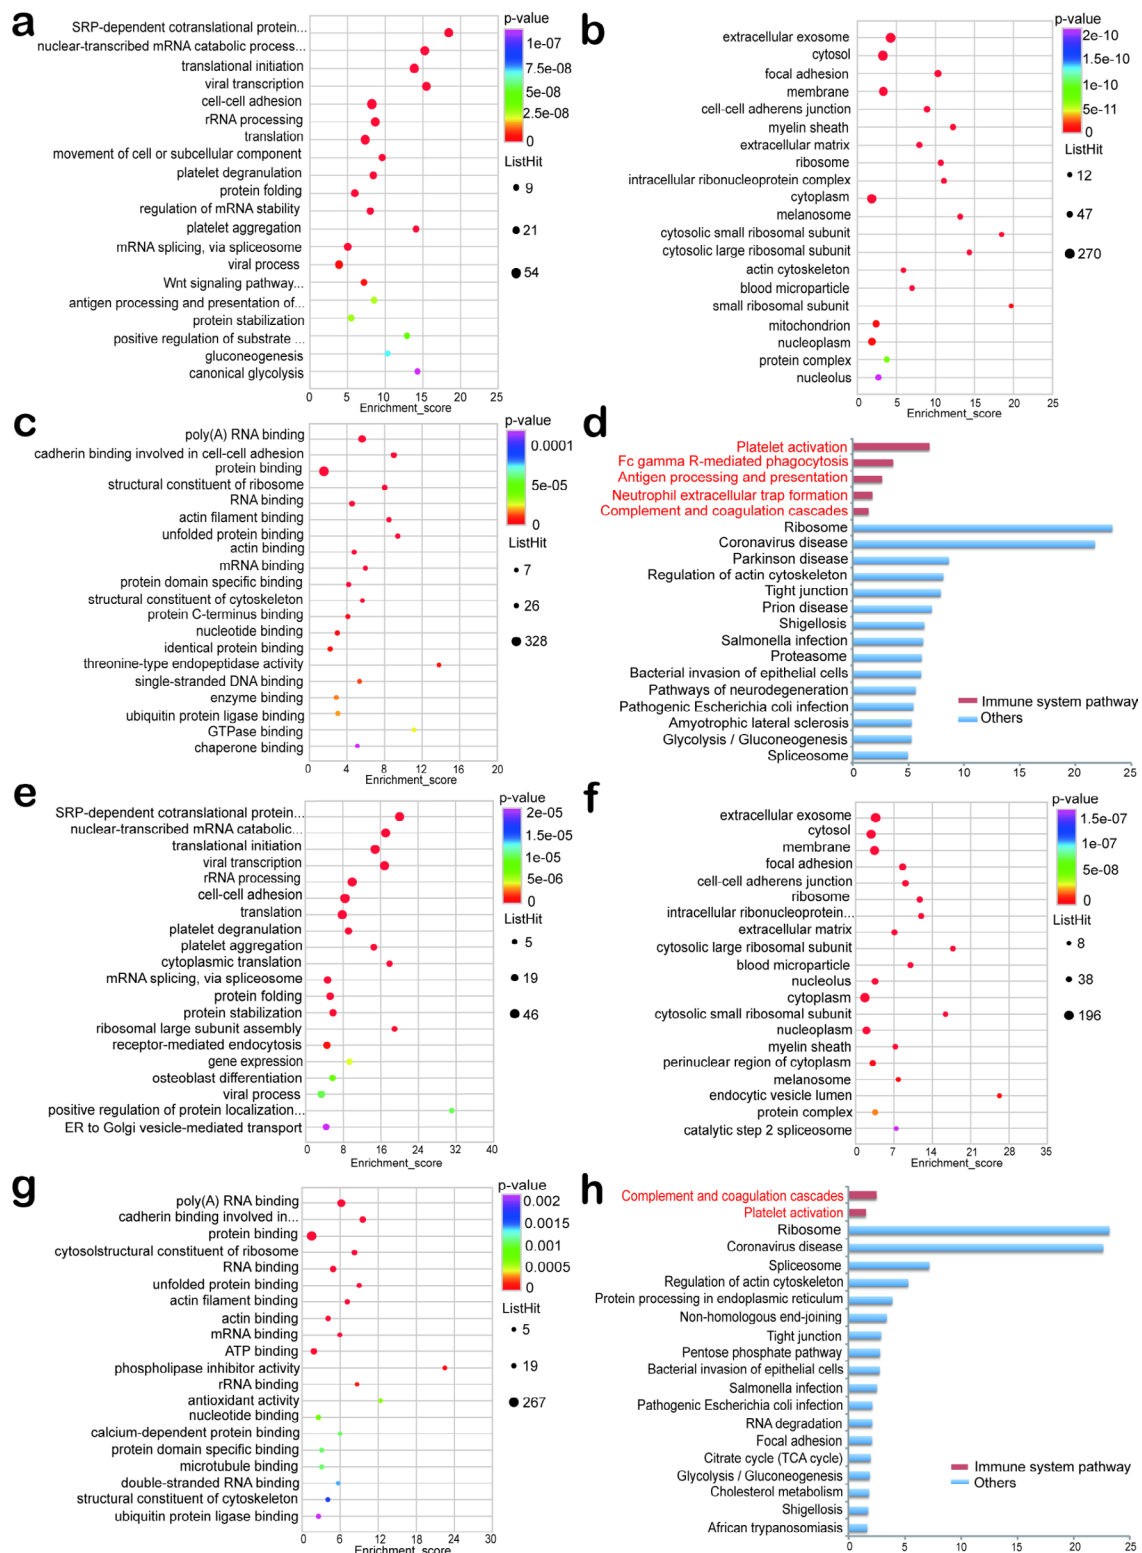 a
SRP-dependent cotranslational protein...
nuclear-transcribed mRNA catabolic process...
translational initiation
viral transcription
cell-cell adhesion
rRNA processing
translation
movement of cell or subcellular component
platelet degranulation
protein folding
regulation of mRNA stability
platelet aggregation
mRNA splicing, via spliceosome
viral process
Wnt signaling pathway...
antigen processing and presentation of...
protein stabilization
positive regulation of substrate ...
gluconeogenesis
canonical glycolysis
0 5 10 15 20 25
Enrichment_score
p-value
1e-07
7.5e-08
5e-08
2.5e-08
0
ListHit
9
21
54
b
extracellular exosome
cytosol
focal adhesion
membrane
cell-cell adherens junction
myelin sheath
extracellular matrix
ribosome
intracellular ribonucleoprotein complex
cytoplasm
melanosome
cytosolic small ribosomal subunit
cytosolic large ribosomal subunit
actin cytoskeleton
blood microparticle
small ribosomal subunit
mitochondrion
nucleoplasm
protein complex
nucleolus
0 5 10 15 20 25
Enrichment_score
p-value
2e-10
1.5e-10
1e-10
5e-11
0
ListHit
12
47
270
c
poly(A) RNA binding
cadherin binding involved in cell-cell adhesion
protein binding
structural constituent of ribosome
RNA binding
actin filament binding
unfolded protein binding
actin binding
mRNA binding
protein domain specific binding
structural constituent of cytoskeleton
protein C-terminus binding
nucleotide binding
identical protein binding
threonine-type endopeptidase activity
single-stranded DNA binding
enzyme binding
ubiquitin protein ligase binding
GTPase binding
chaperone binding
0 4 8 12 16 20
Enrichment_score
p-value
0.0001
5e-05
0
ListHit
7
26
328
d
Platelet activation
Fc gamma R-mediated phagocytosis
Antigen processing and presentation
Neutrophil extracellular trap formation
Complement and coagulation cascades
Ribosome
Coronavirus disease
Parkinson disease
Regulation of actin cytoskeleton
Tight junction
Prion disease
Shigellosis
Salmonella infection
Proteasome
Bacterial invasion of epithelial cells
Pathways of neurodegeneration
Pathogenic Escherichia coli infection
Amyotrophic lateral sclerosis
Glycolysis / Gluconeogenesis
Spliceosome
0 5 10 15 20 25
Immune system pathway
Others
e
SRP-dependent cotranslational protein...
nuclear-transcribed mRNA catabolic...
translational initiation
viral transcription
rRNA processing
cell-cell adhesion
translation
platelet degranulation
platelet aggregation
cytoplasmic translation
mRNA splicing, via spliceosome
protein folding
protein stabilization
ribosomal large subunit assembly
receptor-mediated endocytosis
gene expression
osteoblast differentiation
viral process
positive regulation of protein localization...
ER to Golgi vesicle-mediated transport
0 8 16 24 32 40
Enrichment_score
p-value
2e-05
1.5e-05
1e-05
5e-06
0
ListHit
5
19
46
f
extracellular exosome
cytosol
membrane
focal adhesion
cell-cell adherens junction
ribosome
intracellular ribonucleoprotein...
extracellular matrix
cytosolic large ribosomal subunit
blood microparticle
nucleolus
cytoplasm
cytosolic small ribosomal subunit
nucleoplasm
myelin sheath
perinuclear region of cytoplasm
melanosome
endocytic vesicle lumen
protein complex
catalytic step 2 spliceosome
0 7 14 21 28 35
Enrichment_score
p-value
1.5e-07
1e-07
5e-08
0
ListHit
8
38
196
g
poly(A) RNA binding
cadherin binding involved in...
protein binding
cytosolstructural constituent of ribosome
RNA binding
unfolded protein binding
actin filament binding
actin binding
mRNA binding
ATP binding
phospholipase inhibitor activity
rRNA binding
antioxidant activity
nucleotide binding
calcium-dependent protein binding
protein domain specific binding
microtubule binding
double-stranded RNA binding
structural constituent of cytoskeleton
ubiquitin protein ligase binding
0 6 12 18 24 30
Enrichment_score
p-value
0.002
0.0015
0.001
0.0005
0
ListHit
5
19
267
h
Complement and coagulation cascades
Platelet activation
Ribosome
Coronavirus disease
Spliceosome
Regulation of actin cytoskeleton
Protein processing in endoplasmic reticulum
Non-homologous end-joining
Tight junction
Pentose phosphate pathway
Bacterial invasion of epithelial cells
Salmonella infection
Pathogenic Escherichia coli infection
RNA degradation
Focal adhesion
Citrate cycle (TCA cycle)
Glycolysis / Gluconeogenesis
Cholesterol metabolism
Shigellosis
African trypanosomiasis
0 5 10 15 20 25
Immune system pathway
Others